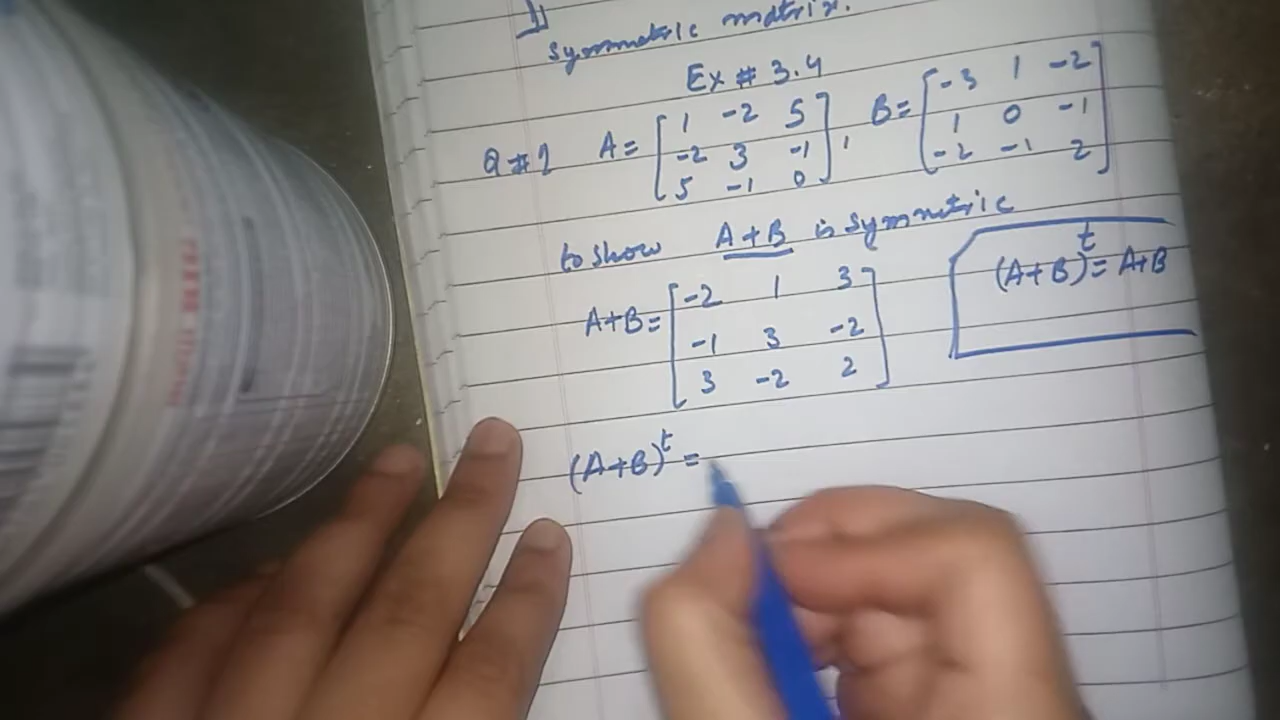 symmetric matrix.
Ex # 3.4
Q#1 A = [1 -2 5
-2 3 -1
5 -1 0] , B = [-3 1 -2
1 0 -1
-2 -1 2]
to show A+B is symmetric
A+B = [-2 1 3
-1 3 -2
3 -2 2]
(A+B)^t = A+B
(A+B)^t =